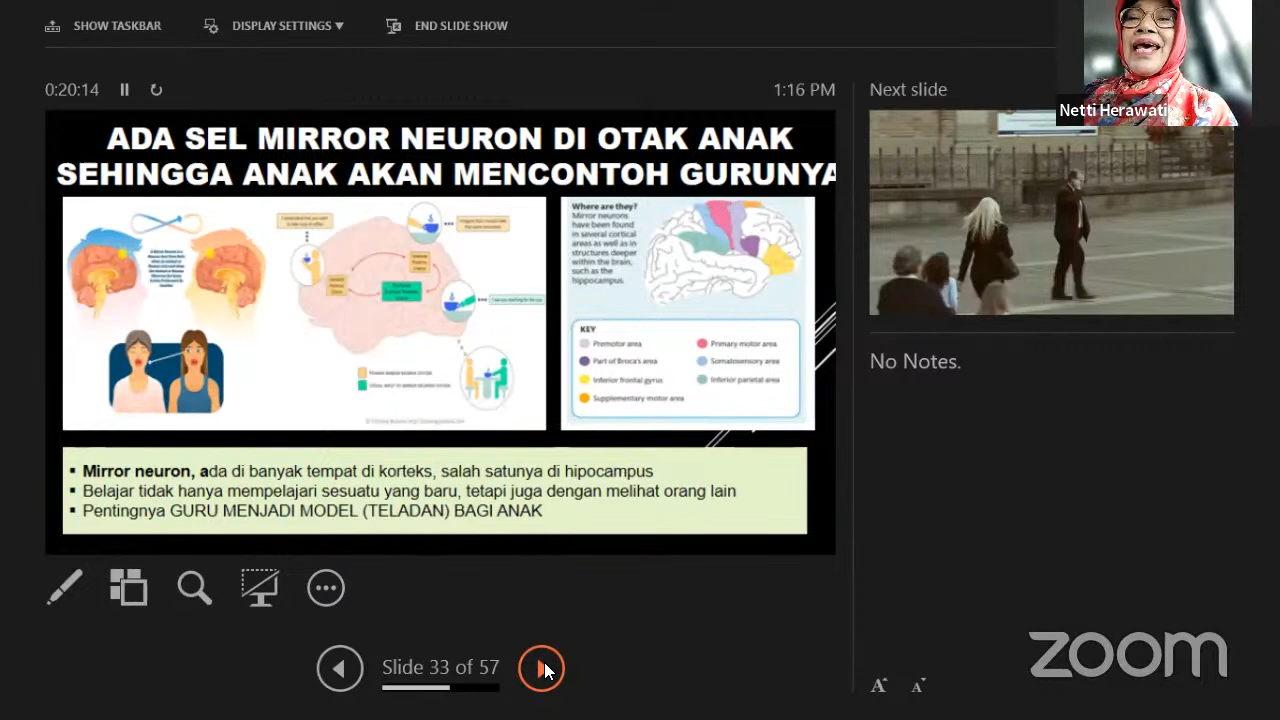 SHOW TASKBAR
DISPLAY SETTINGS ▼
END SLIDE SHOW
0:20:14
1:16 PM
Next slide
Netti Herawati
ADA SEL MIRROR NEURON DI OTAK ANAK
SEHINGGA ANAK AKAN MENCONTOH GURUNYA
Where are they?
Mirror neurons
have been found
in several cortical
areas as well as in
structures deeper
within the brain,
such as the
hippocampus.
KEY
Premotor area
Primary motor area
Part of Broca's area
Somatosensory area
Inferior frontal gyrus
Inferior parietal area
Supplementary motor area
▪ Mirror neuron, ada di banyak tempat di korteks, salah satunya di hipocampus
▪ Belajar tidak hanya mempelajari sesuatu yang baru, tetapi juga dengan melihat orang lain
▪ Pentingnya GURU MENJADI MODEL (TELADAN) BAGI ANAK
No Notes.
Slide 33 of 57
zoom
A A